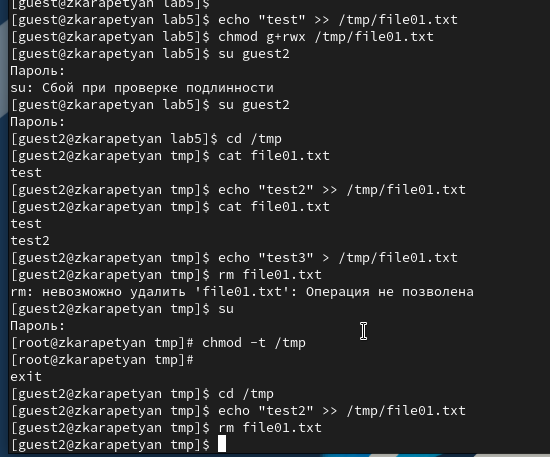 [guest@zkarapetyan lab5]$
[guest@zkarapetyan lab5]$ echo "test" >> /tmp/file01.txt
[guest@zkarapetyan lab5]$ chmod g+rwx /tmp/file01.txt
[guest@zkarapetyan lab5]$ su guest2
Пароль:
su: Сбой при проверке подлинности
[guest@zkarapetyan lab5]$ su guest2
Пароль:
[guest2@zkarapetyan lab5]$ cd /tmp
[guest2@zkarapetyan tmp]$ cat file01.txt
test
[guest2@zkarapetyan tmp]$ echo "test2" >> /tmp/file01.txt
[guest2@zkarapetyan tmp]$ cat file01.txt
test
test2
[guest2@zkarapetyan tmp]$ echo "test3" > /tmp/file01.txt
[guest2@zkarapetyan tmp]$ rm file01.txt
rm: невозможно удалить 'file01.txt': Операция не позволена
[guest2@zkarapetyan tmp]$ su
Пароль:
[root@zkarapetyan tmp]# chmod -t /tmp
[root@zkarapetyan tmp]#
exit
[guest2@zkarapetyan tmp]$ cd /tmp
[guest2@zkarapetyan tmp]$ echo "test2" >> /tmp/file01.txt
[guest2@zkarapetyan tmp]$ rm file01.txt
[guest2@zkarapetyan tmp]$